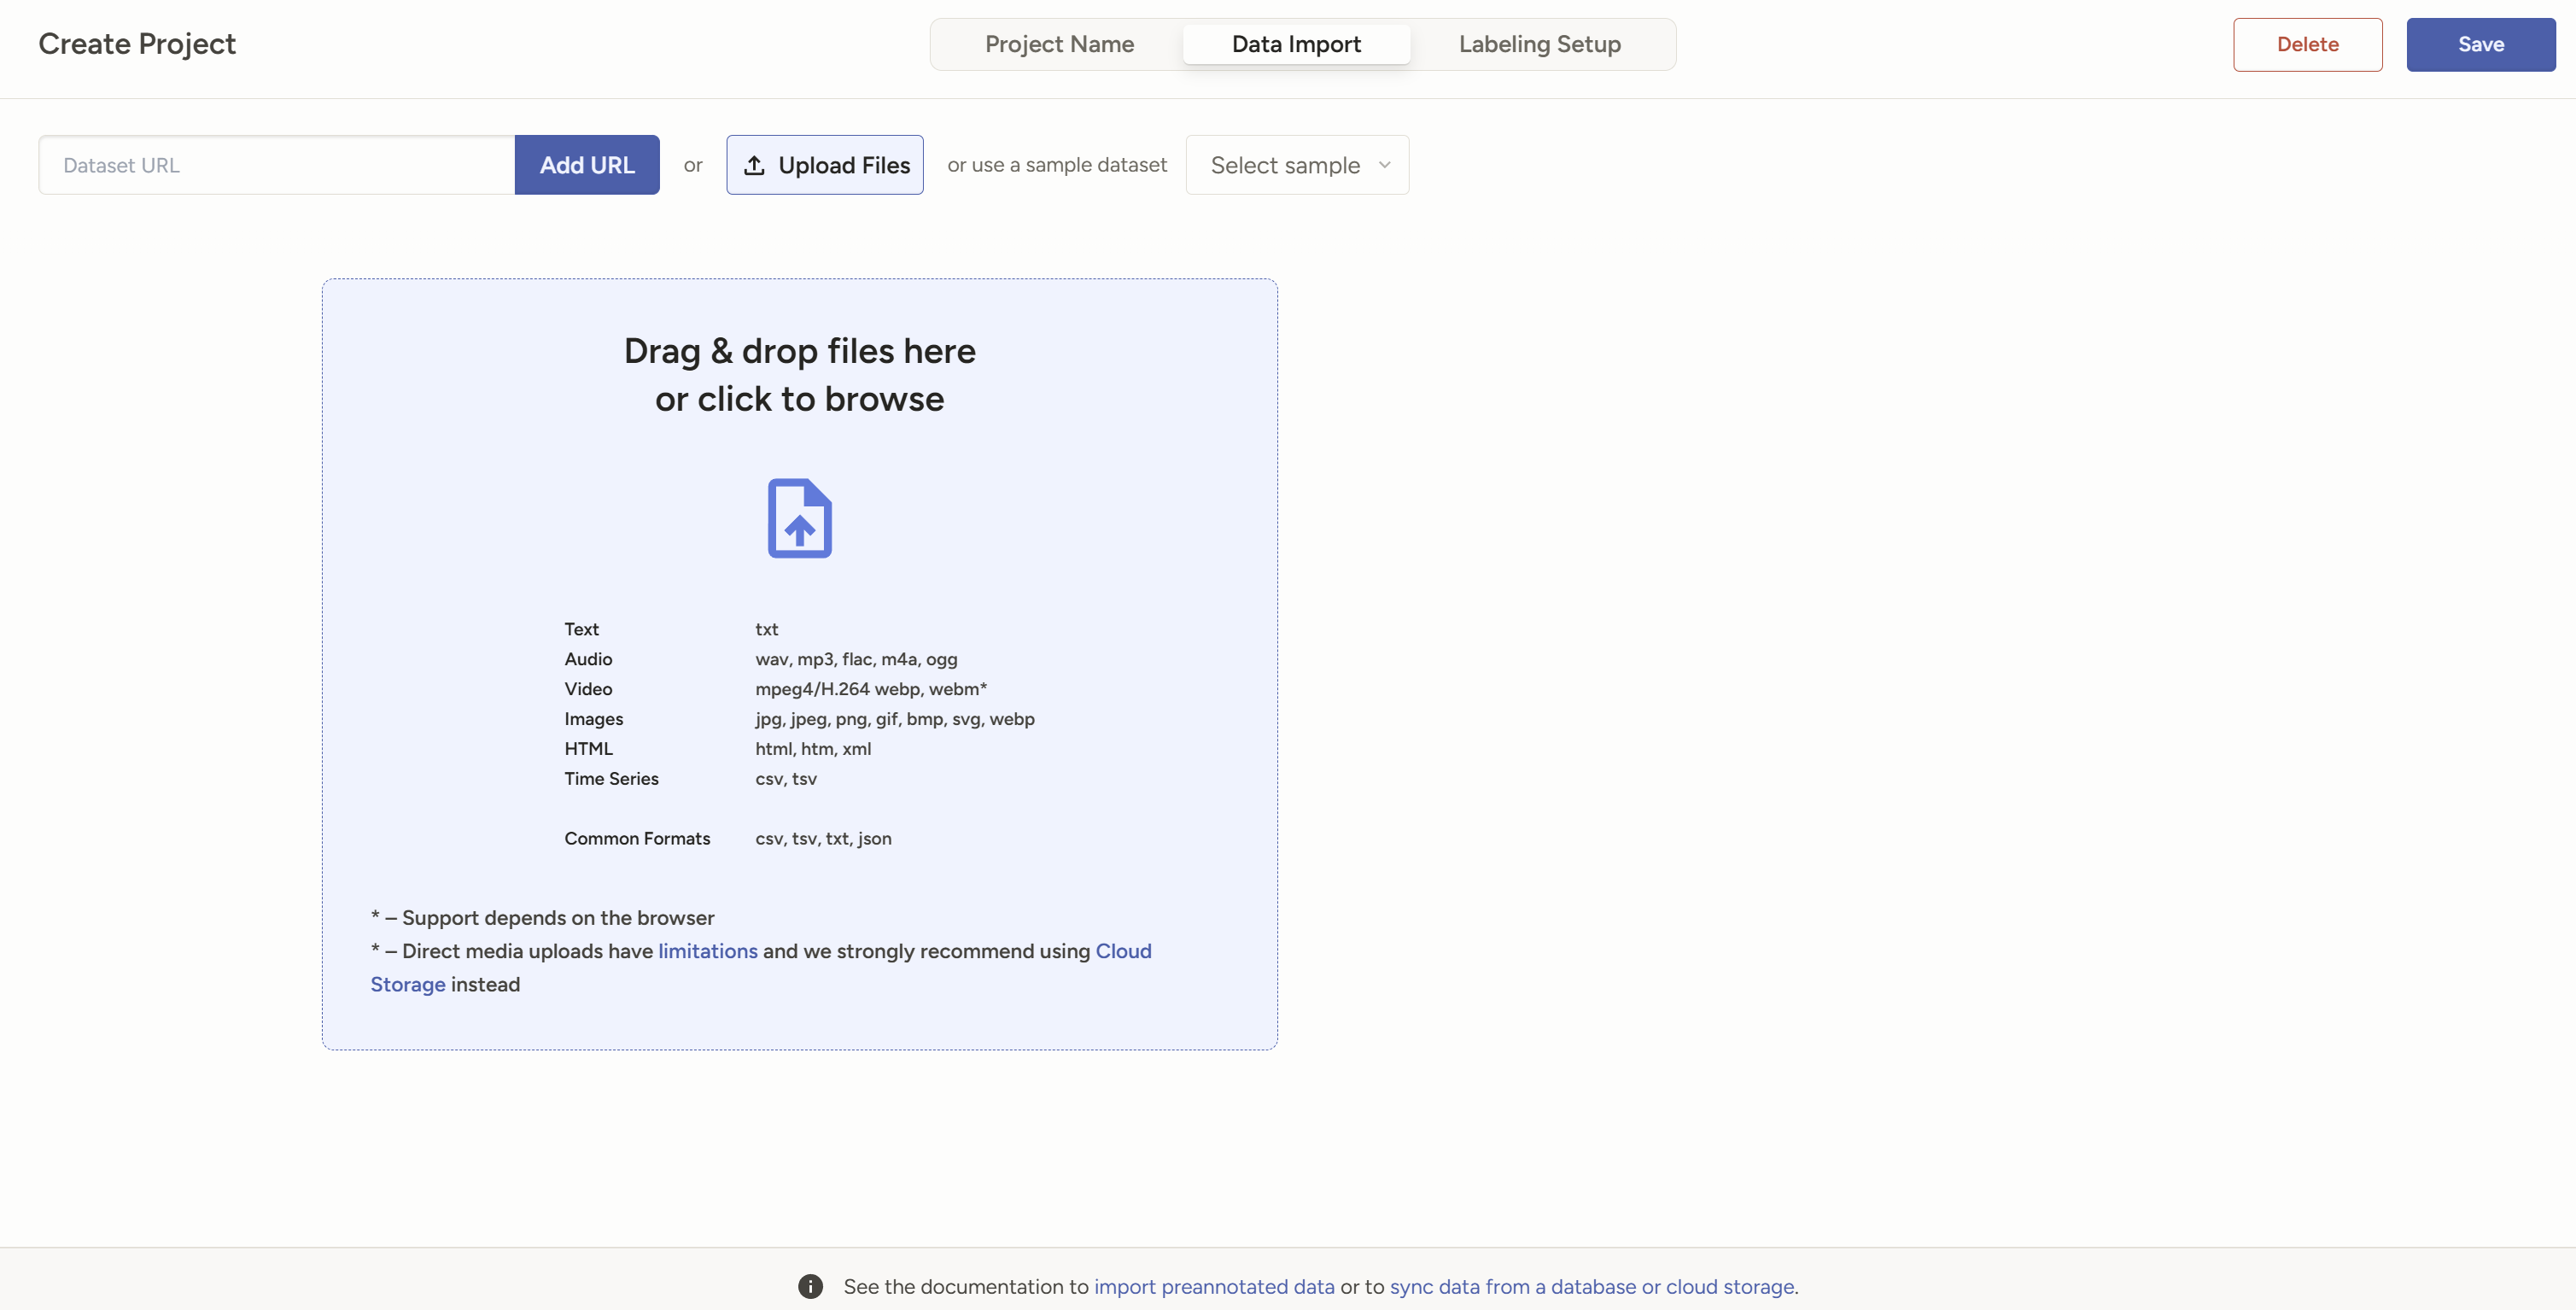 Create Project
Project Name
Data Import
Labeling Setup
Delete
Save
Dataset URL
Add URL
or
Upload Files
or use a sample dataset
Select sample
Drag & drop files here
or click to browse
Text txt
Audio wav, mp3, flac, m4a, ogg
Video mpeg4/H.264 webp, webm*
Images jpg, jpeg, png, gif, bmp, svg, webp
HTML html, htm, xml
Time Series csv, tsv
Common Formats csv, tsv, txt, json
* – Support depends on the browser
* – Direct media uploads have limitations and we strongly recommend using Cloud
Storage instead
See the documentation to import preannotated data or to sync data from a database or cloud storage.